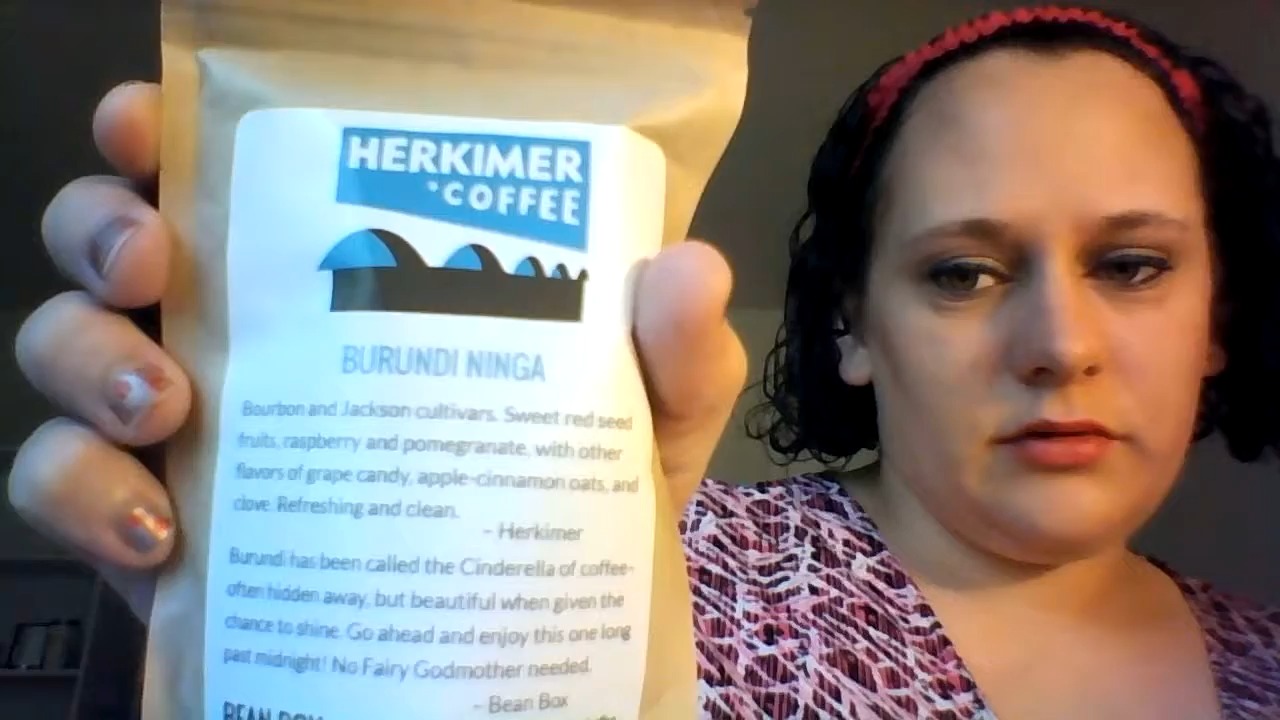 HERKIMER
COFFEE
BURUNDI NINGA
Bourbon and Jackson cultivars. Sweet red seed
fruits, raspberry and pomegranate, with other
flavors of grape candy, apple-cinnamon oats, and
clove. Refreshing and clean.
– Herkimer
Burundi has been called the Cinderella of coffee-
often hidden away, but beautiful when given the
chance to shine. Go ahead and enjoy this one long
past midnight! No Fairy Godmother needed.
– Bean Box
BEAN BOX